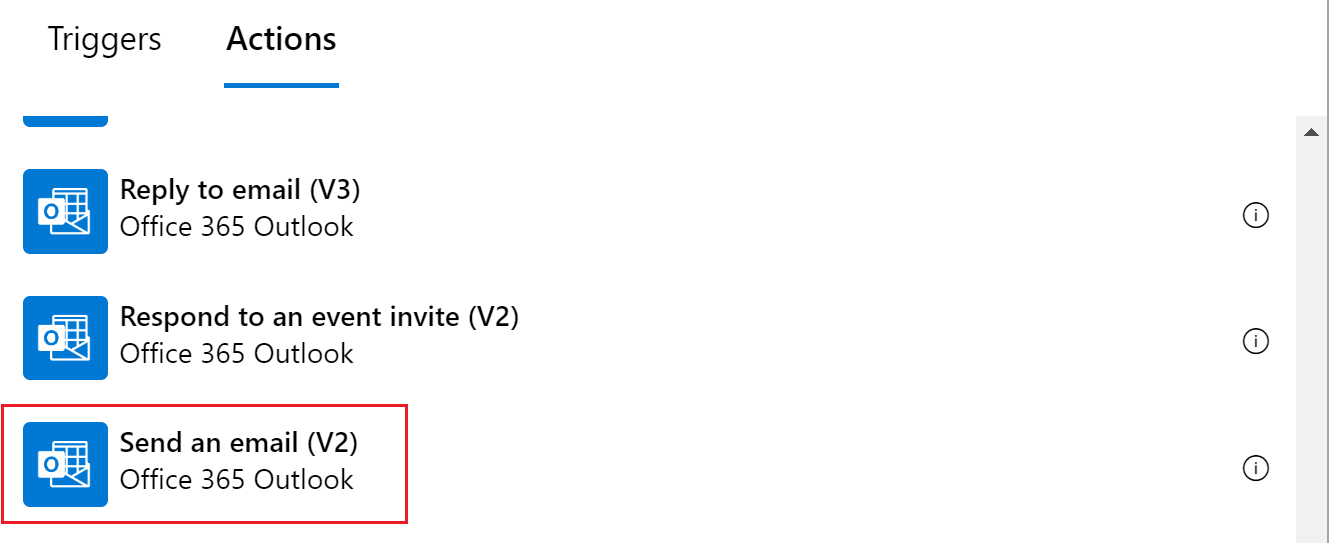 Triggers Actions
Reply to email (V3)
Office 365 Outlook
Respond to an event invite (V2)
Office 365 Outlook
Send an email (V2)
Office 365 Outlook